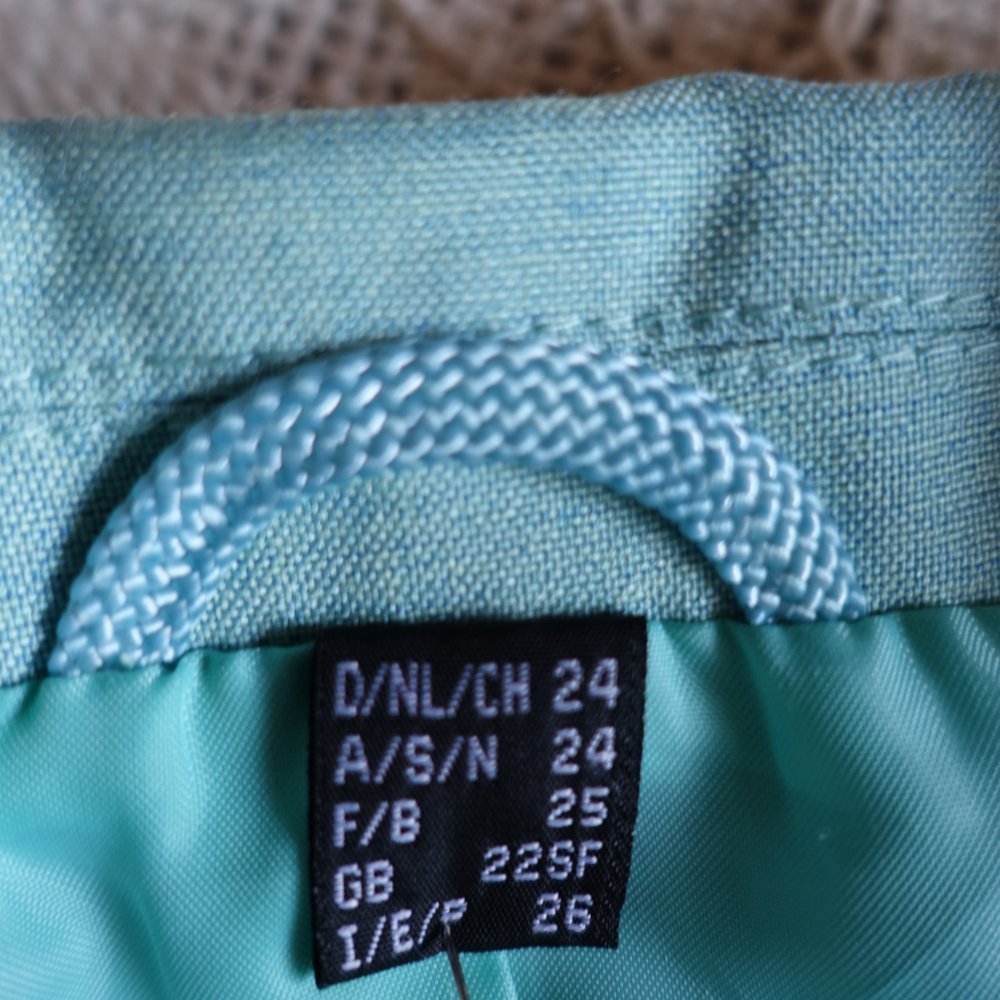 D/NL/CH 24
A/S/N 24
F/B 25
GB 22SF
I/E/P 26